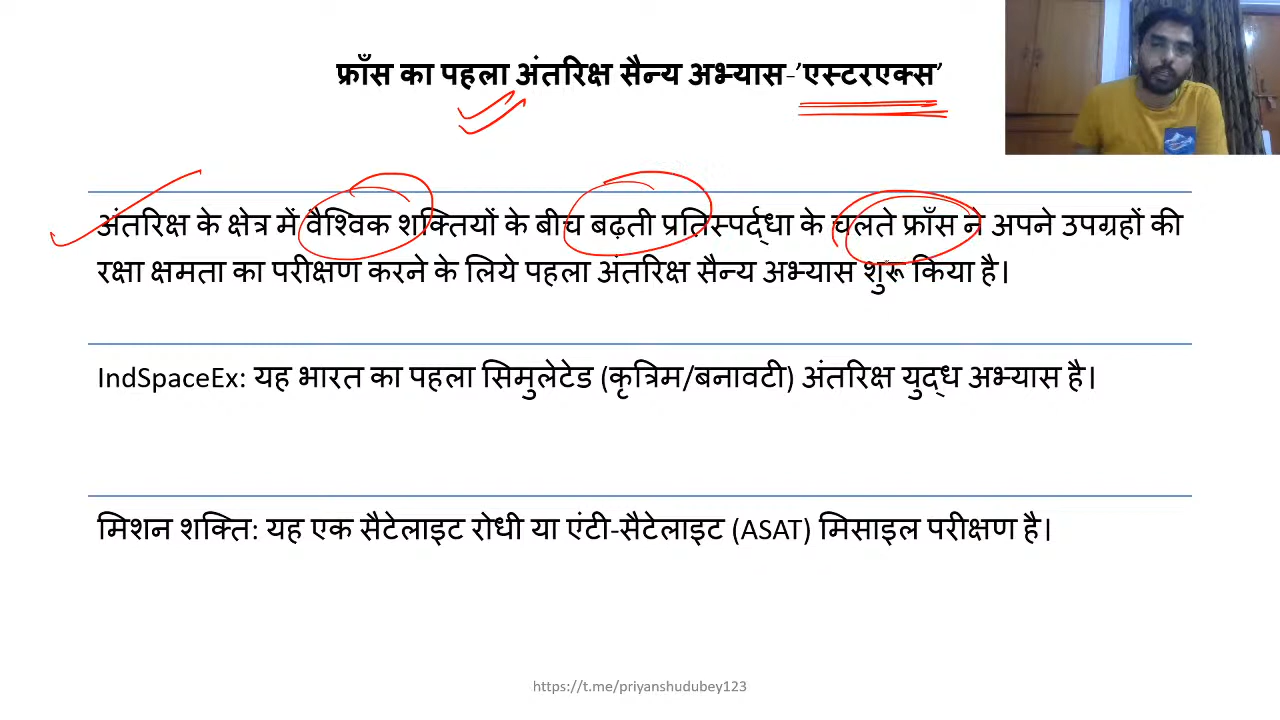 फ्राँस का पहला अंतरिक्ष सैन्य अभ्यास-’एस्टरएक्स’
अंतरिक्ष के क्षेत्र में वैश्विक शक्तियों के बीच बढ़ती प्रतिस्पर्द्धा के चलते फ्राँस ने अपने उपग्रहों की
रक्षा क्षमता का परीक्षण करने के लिये पहला अंतरिक्ष सैन्य अभ्यास शुरू किया है।
IndSpaceEx: यह भारत का पहला सिमुलेटेड (कृत्रिम/बनावटी) अंतरिक्ष युद्ध अभ्यास है।
मिशन शक्ति: यह एक सैटेलाइट रोधी या एंटी-सैटेलाइट (ASAT) मिसाइल परीक्षण है।
https://t.me/priyanshudubey123